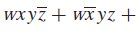 wxyz̅ + wx̅yz +